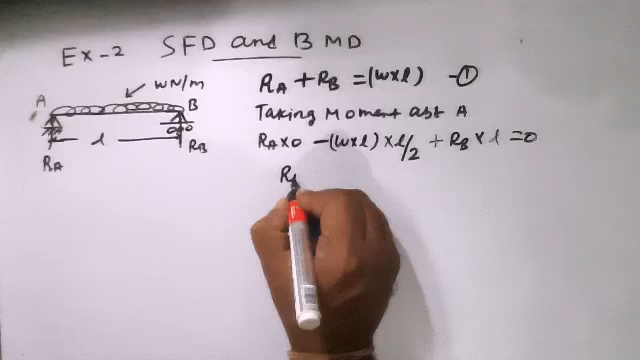 Ex-2 SFD and BMD
wN/m
A B
l
RA RB
RA + RB = (w×l) -①
Taking Moment abt A
RA×0 -(w×l)×l/2 + RB×l =0
R